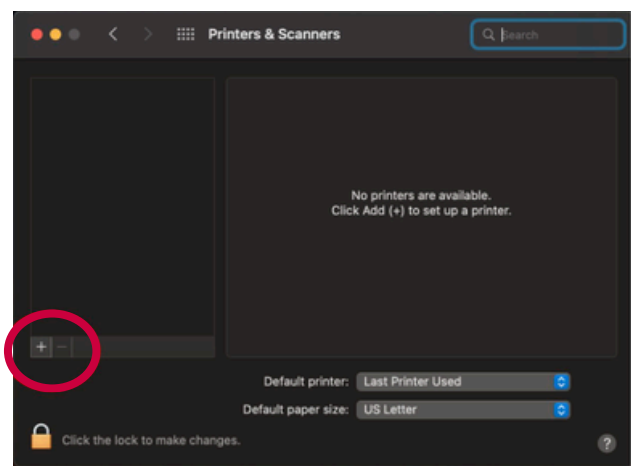 Printers & Scanners
Search
No printers are available.
Click Add (+) to set up a printer.
+ −
Default printer: Last Printer Used
Default paper size: US Letter
Click the lock to make changes.
?